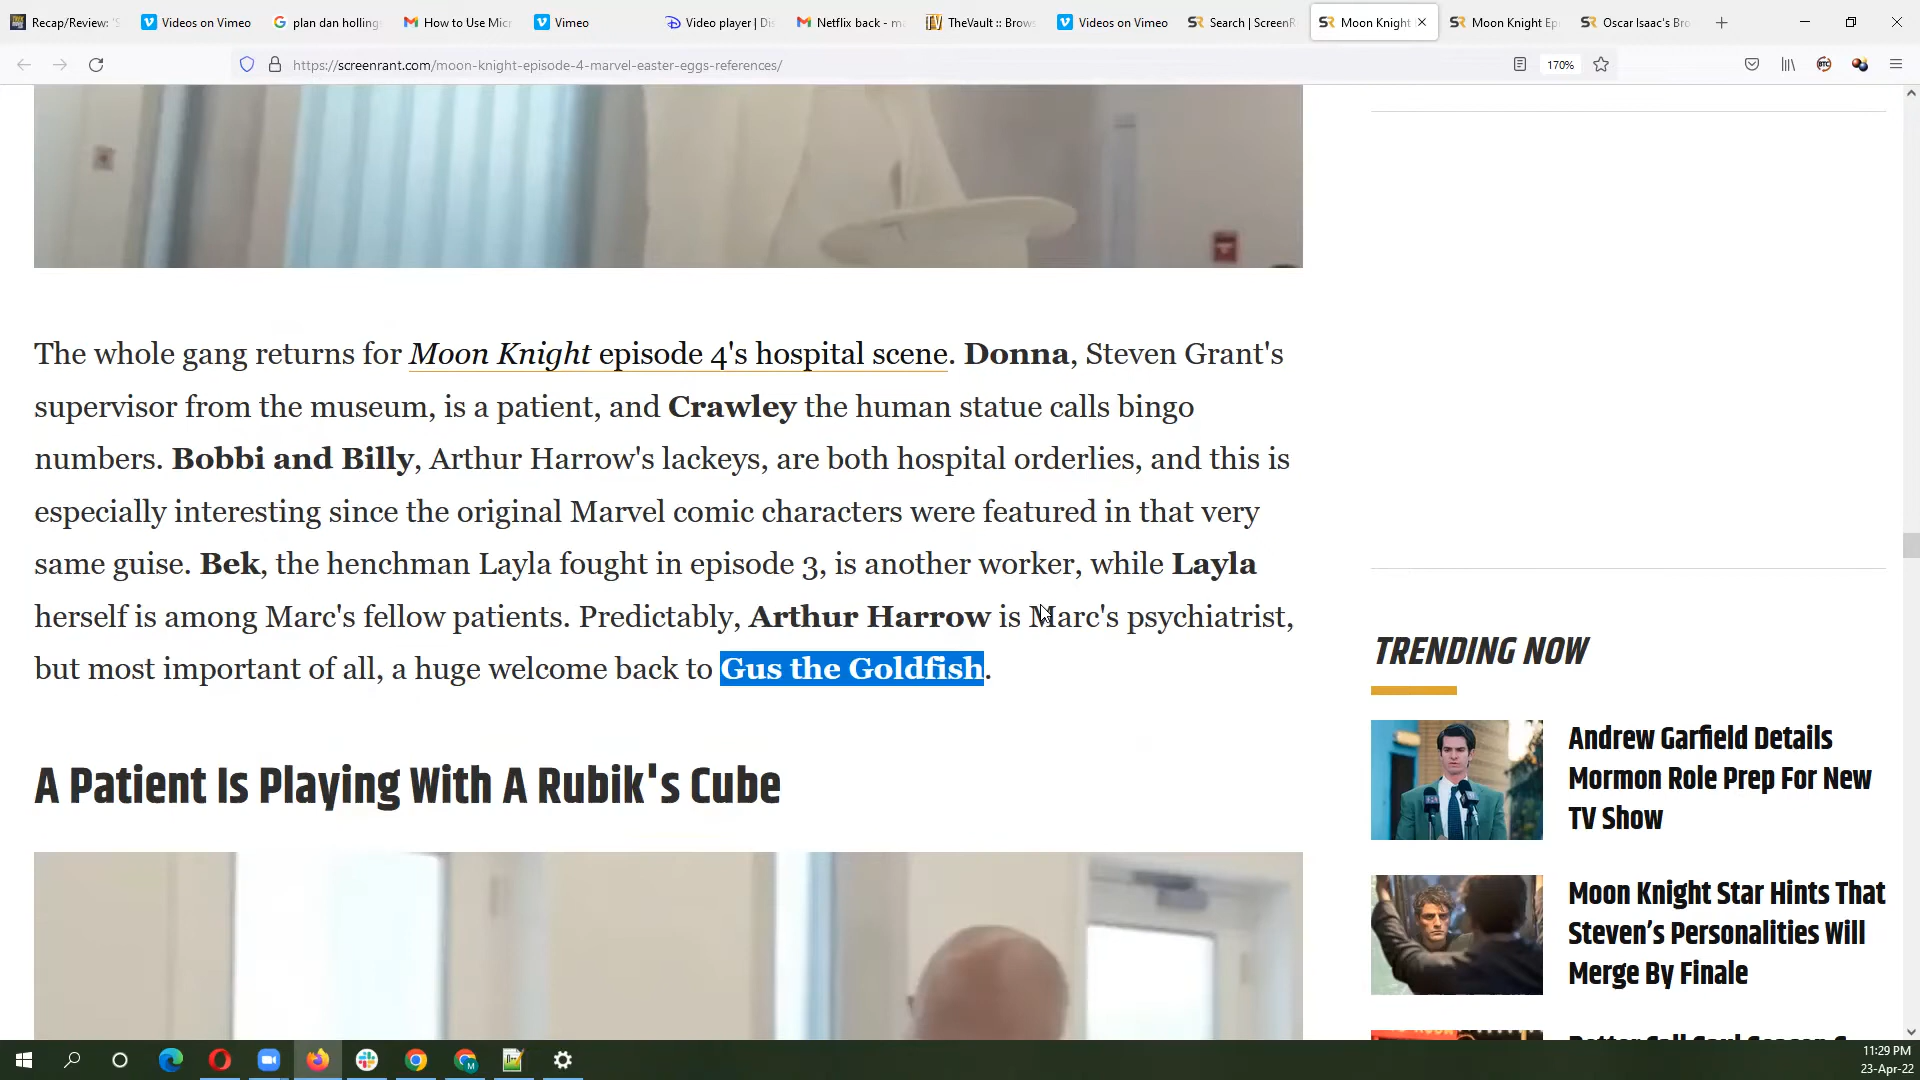 Recap/Review: 'S
Videos on Vimeo
plan dan holling
How to Use Micr
Vimeo
Video player | Dis
Netflix back - m
TheVault :: Brows
Videos on Vimeo
Search | ScreenR
Moon Knight
Moon Knight Ep
Oscar Isaac's Bro
https://screenrant.com/moon-knight-episode-4-marvel-easter-eggs-references/
170%
The whole gang returns for Moon Knight episode 4's hospital scene. Donna, Steven Grant's
supervisor from the museum, is a patient, and Crawley the human statue calls bingo
numbers. Bobbi and Billy, Arthur Harrow's lackeys, are both hospital orderlies, and this is
especially interesting since the original Marvel comic characters were featured in that very
same guise. Bek, the henchman Layla fought in episode 3, is another worker, while Layla
herself is among Marc's fellow patients. Predictably, Arthur Harrow is Marc's psychiatrist,
but most important of all, a huge welcome back to Gus the Goldfish.
A Patient Is Playing With A Rubik's Cube
TRENDING NOW
Andrew Garfield Details
Mormon Role Prep For New
TV Show
Moon Knight Star Hints That
Steven's Personalities Will
Merge By Finale
11:29 PM
23-Apr-22